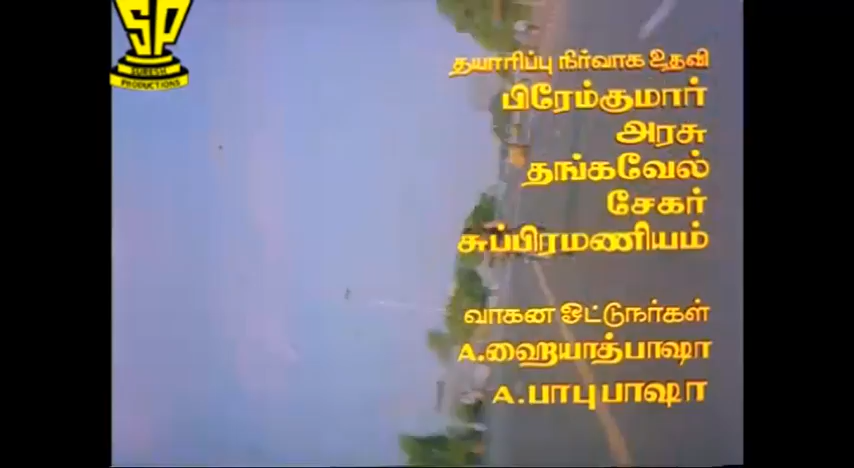 SP
SURESH
PRODUCTIONS
தயாரிப்பு நிர்வாக உதவி
பிரேம்குமார்
அரசு
தங்கவேல்
சேகர்
சுப்பிரமணியம்
வாகன ஓட்டுநர்கள்
A.ஹையாத்பாஷா
A.பாபு பாஷா